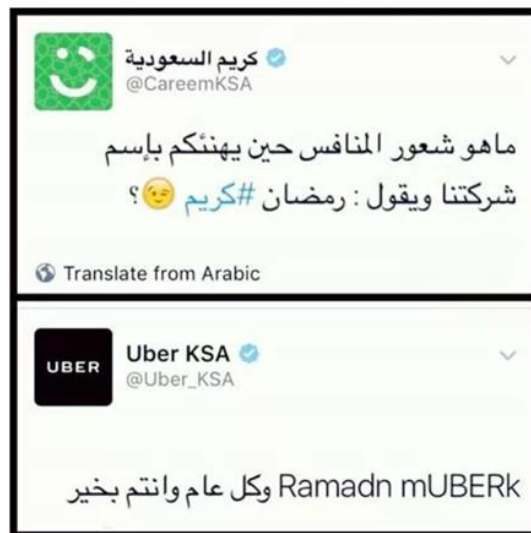 كريم السعودية
@CareemKSA
ماهو شعور المنافس حين يهنئكم بإسم
شركتنا ويقول : رمضان #كريم 😉؟
Translate from Arabic
UBER
Uber KSA
@Uber_KSA
Ramadn mUBERk وكل عام وانتم بخير